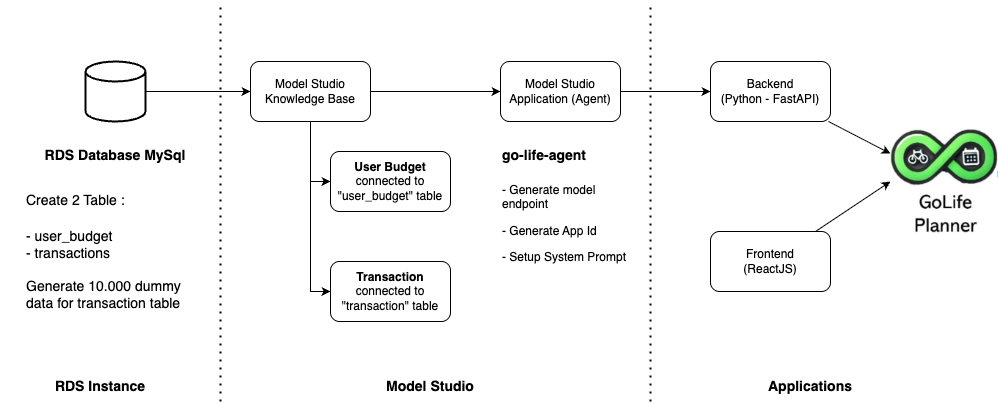 RDS Database MySql
Create 2 Table :
- user_budget
- transactions
Generate 10.000 dummy
data for transaction table
RDS Instance
Model Studio
Knowledge Base
User Budget
connected to
"user_budget" table
Transaction
connected to
"transaction" table
Model Studio
Application (Agent)
go-life-agent
- Generate model
endpoint
- Generate App Id
- Setup System Prompt
Model Studio
Backend
(Python - FastAPI)
Frontend
(ReactJS)
GoLife
Planner
Applications